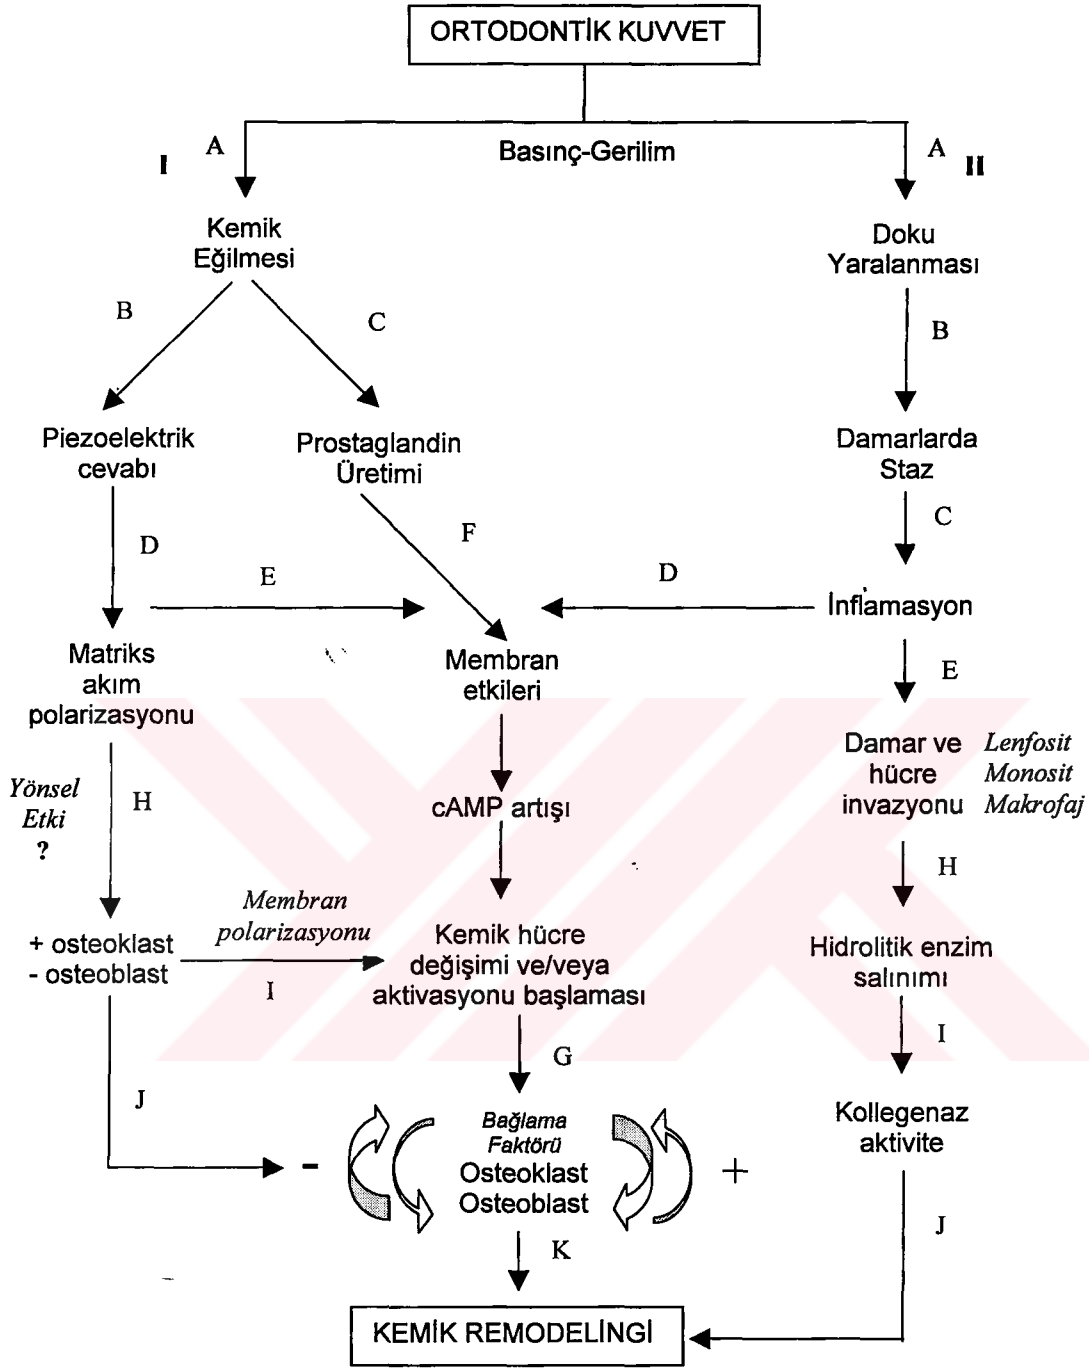 ORTODONTİK KUVVET
A
I
Basınç-Gerilim
A
II
Kemik
Eğilmesi
Doku
Yaralanması
B
C
B
Piezoelektrik
cevabı
Prostaglandin
Üretimi
Damarlarda
Staz
C
D
F
E
D
İnflamasyon
Matriks
akım
polarizasyonu
Membran
etkileri
E
Damar ve
hücre
invazyonu
Lenfosit
Monosit
Makrofaj
Yönsel
Etki
?
H
cAMP artışı
H
+ osteoklast
- osteoblast
Membran
polarizasyonu
I
Kemik hücre
değişimi ve/veya
aktivasyonu başlaması
Hidrolitik enzim
salınımı
I
G
J
Kollegenaz
aktivite
-
Bağlama
Faktörü
Osteoklast
Osteoblast
+
J
K
KEMİK REMODELİNGİ